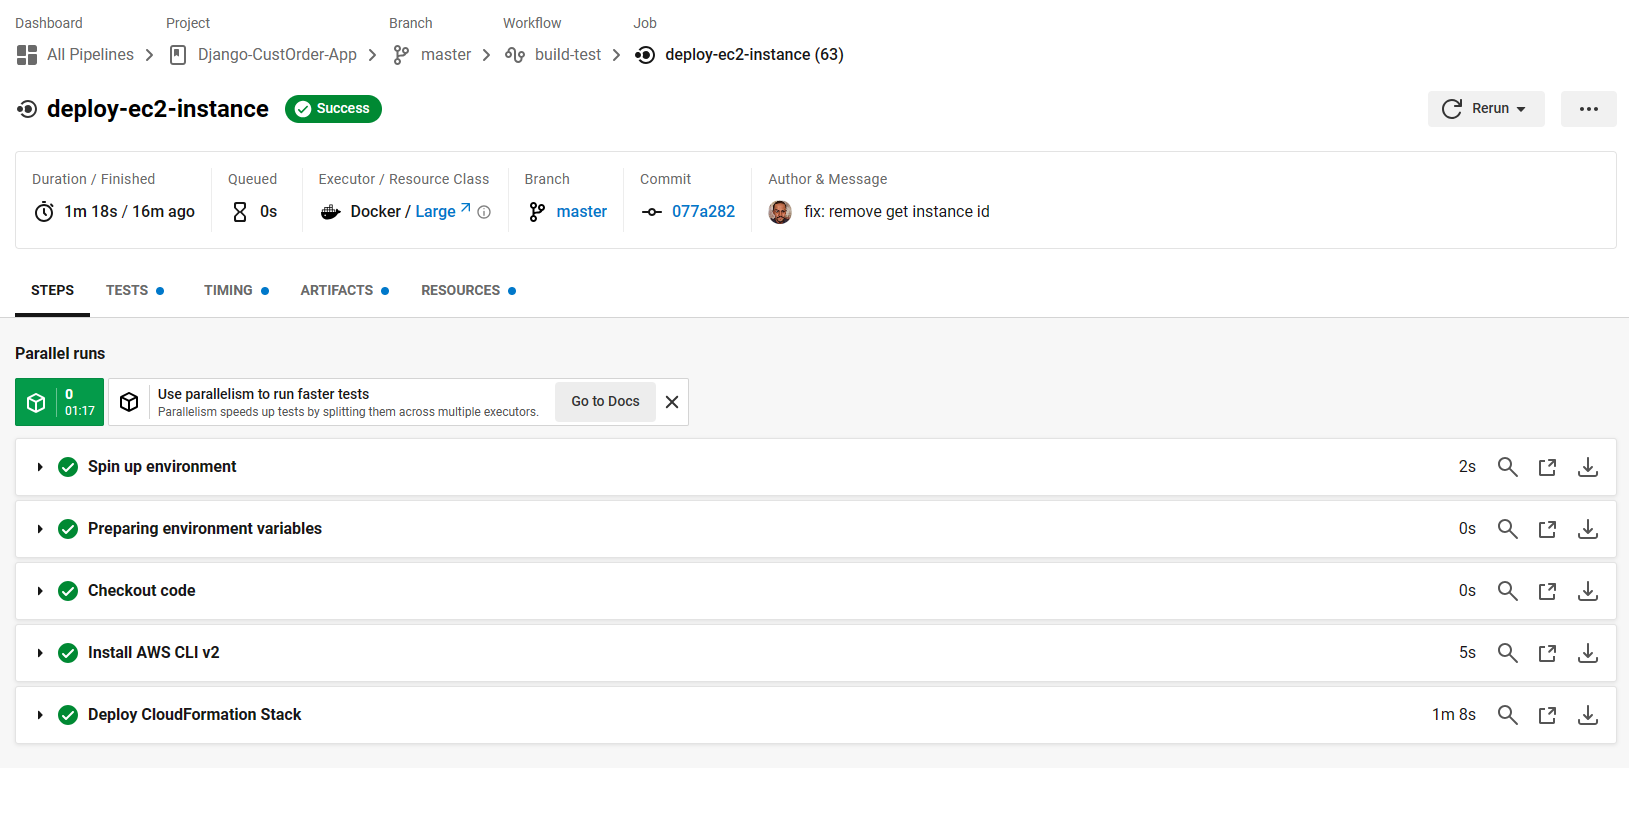 Dashboard Project Branch Workflow Job
All Pipelines Django-CustOrder-App master build-test deploy-ec2-instance (63)
deploy-ec2-instance Success Rerun
Duration / Finished Queued Executor / Resource Class Branch Commit Author & Message
1m 18s / 16m ago 0s Docker / Large master 077a282 fix: remove get instance id
STEPS TESTS TIMING ARTIFACTS RESOURCES
Parallel runs
0
01:17
Use parallelism to run faster tests
Parallelism speeds up tests by splitting them across multiple executors.
Go to Docs
Spin up environment 2s
Preparing environment variables 0s
Checkout code 0s
Install AWS CLI v2 5s
Deploy CloudFormation Stack 1m 8s